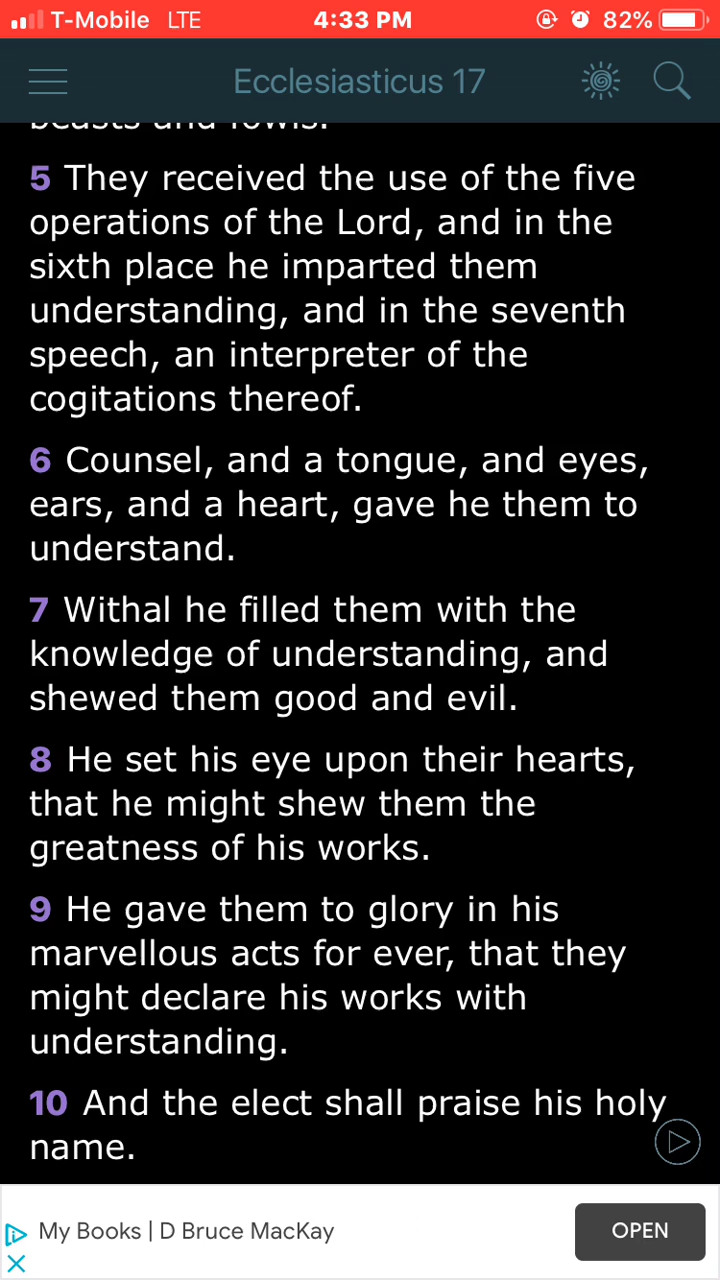 T-Mobile LTE 4:33 PM 82%
Ecclesiasticus 17
beasts and fowls.
5 They received the use of the five
operations of the Lord, and in the
sixth place he imparted them
understanding, and in the seventh
speech, an interpreter of the
cogitations thereof.
6 Counsel, and a tongue, and eyes,
ears, and a heart, gave he them to
understand.
7 Withal he filled them with the
knowledge of understanding, and
shewed them good and evil.
8 He set his eye upon their hearts,
that he might shew them the
greatness of his works.
9 He gave them to glory in his
marvellous acts for ever, that they
might declare his works with
understanding.
10 And the elect shall praise his holy
name.
My Books | D Bruce MacKay
OPEN